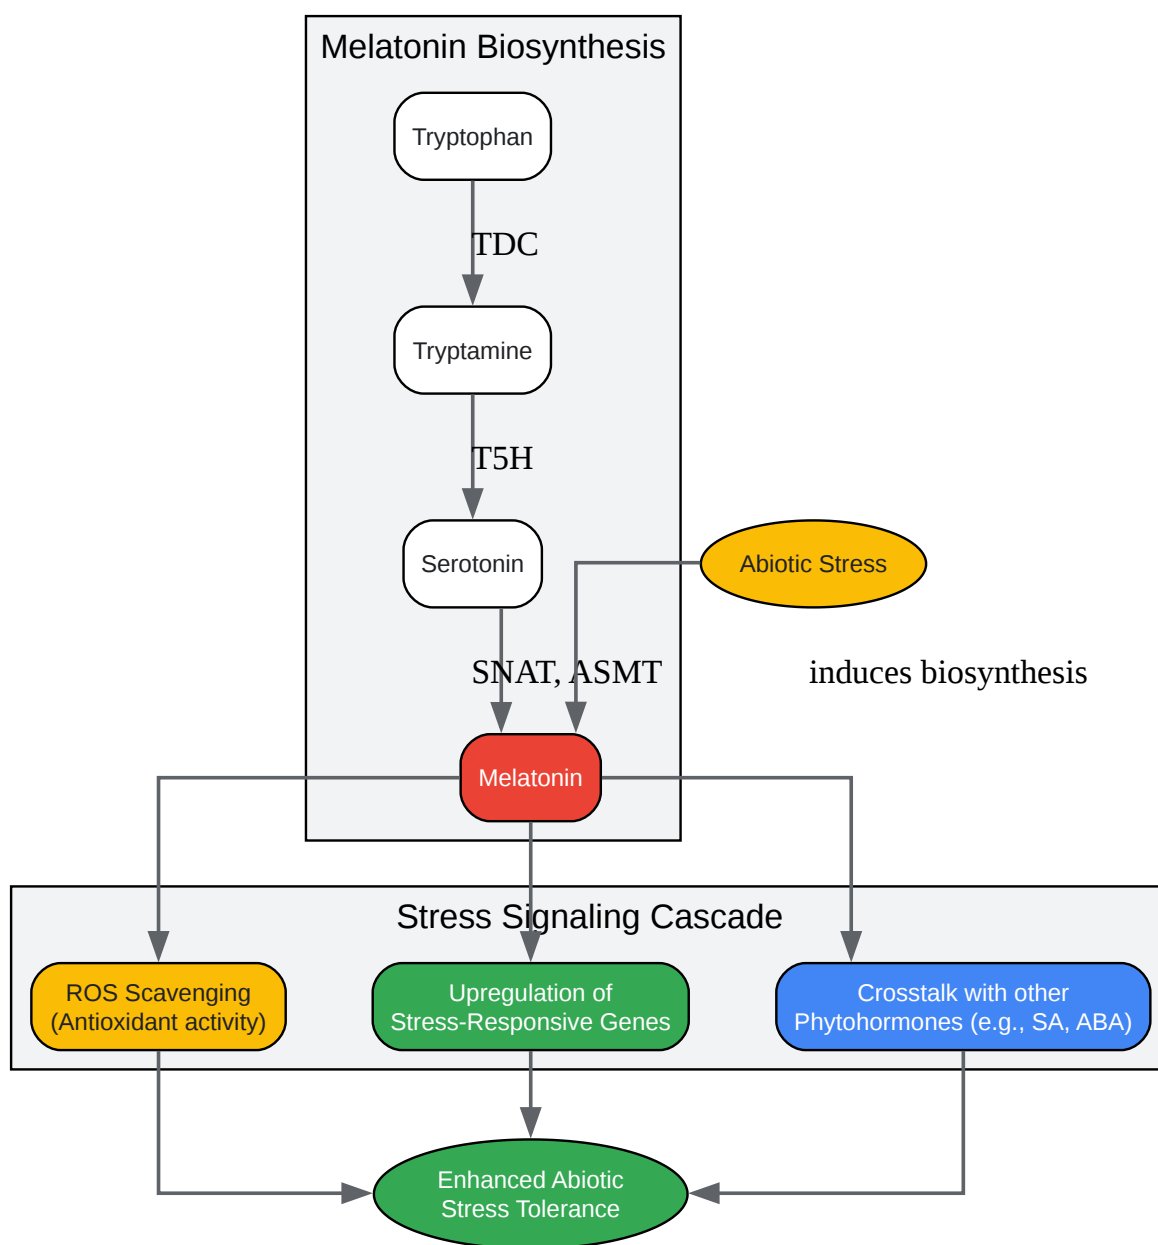 Melatonin Biosynthesis
Tryptophan
TDC
Tryptamine
T5H
Serotonin
Abiotic Stress
SNAT, ASMT
induces biosynthesis
Melatonin
Stress Signaling Cascade
ROS Scavenging
(Antioxidant activity)
Upregulation of
Stress-Responsive Genes
Crosstalk with other
Phytohormones (e.g., SA, ABA)
Enhanced Abiotic
Stress Tolerance